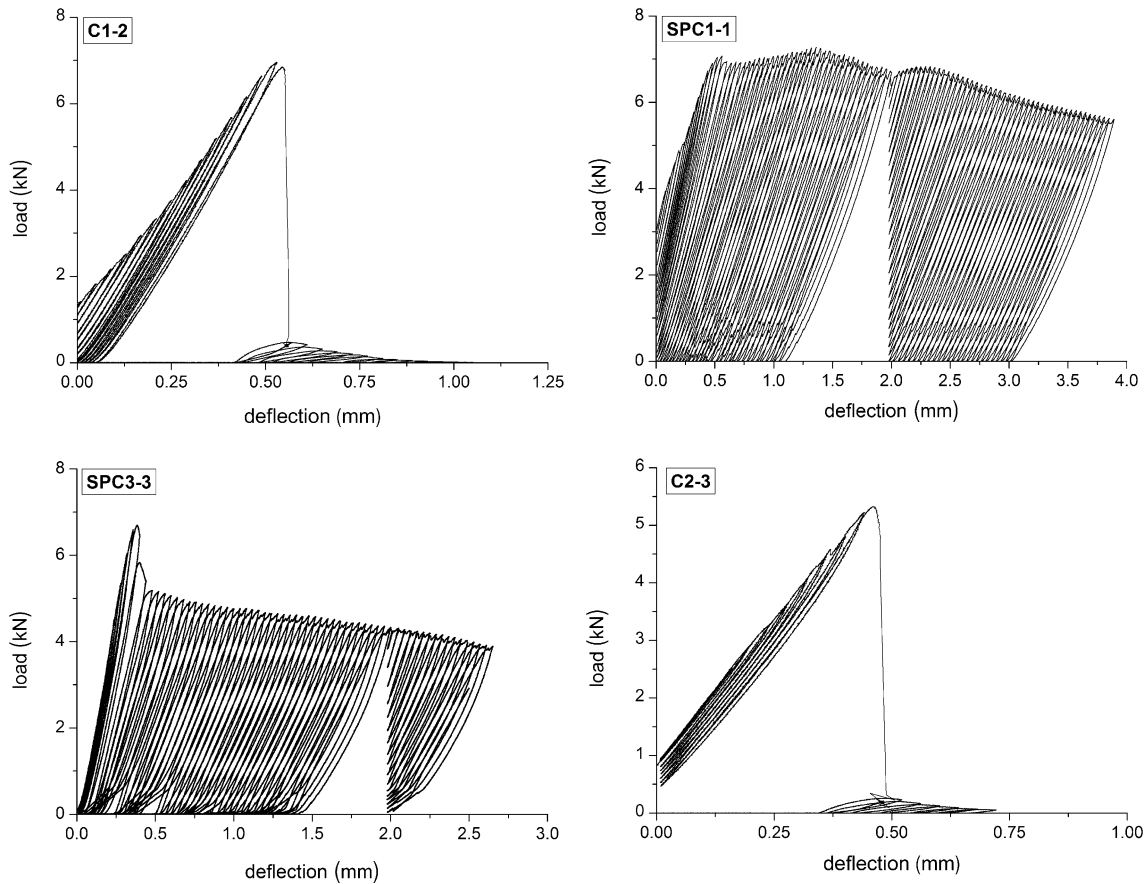 C1-2
load (kN)
8
6
4
2
0
0.00 0.25 0.50 0.75 1.00 1.25
deflection (mm)
SPC1-1
load (kN)
8
6
4
2
0
0.0 0.5 1.0 1.5 2.0 2.5 3.0 3.5 4.0
deflection (mm)
SPC3-3
load (kN)
8
6
4
2
0
0.0 0.5 1.0 1.5 2.0 2.5 3.0
deflection (mm)
C2-3
load (kN)
6
5
4
3
2
1
0
0.00 0.25 0.50 0.75 1.00
deflection (mm)